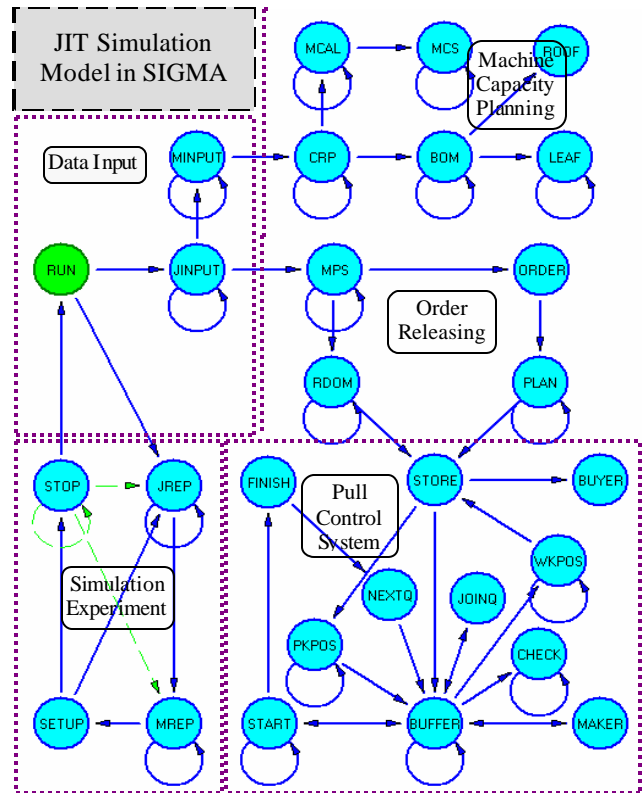 JIT Simulation
Model in SIGMA
MCAL
MCS
ROOF
Machine
Capacity
Planning
Data Input
MINPUT
CRP
BOM
LEAF
RUN
JINPUT
MPS
ORDER
Order
Releasing
RDOM
PLAN
STOP
JREP
FINISH
Pull
Control
System
STORE
BUYER
Simulation
Experiment
NEXTQ
JOINQ
WKPOS
PKPOS
CHECK
SETUP
MREP
START
BUFFER
MAKER